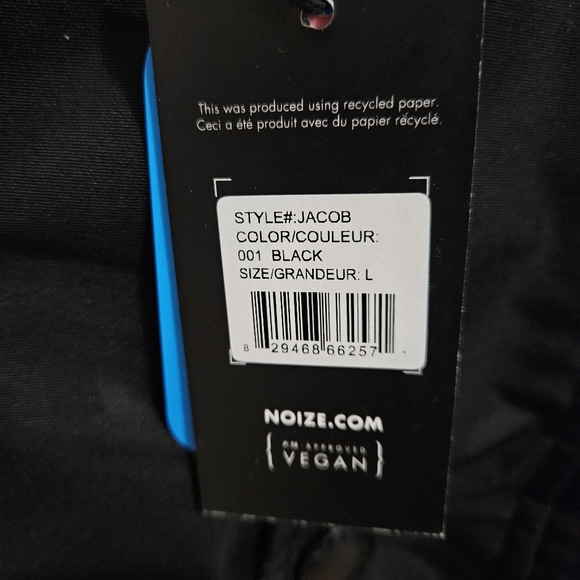 This was produced using recycled paper.
Ceci a été produit avec du papier recyclé.
STYLE#:JACOB
COLOR/COULEUR:
001 BLACK
SIZE/GRANDEUR: L
8 29468 66257 1
NOIZE.COM
APPROVED
VEGAN